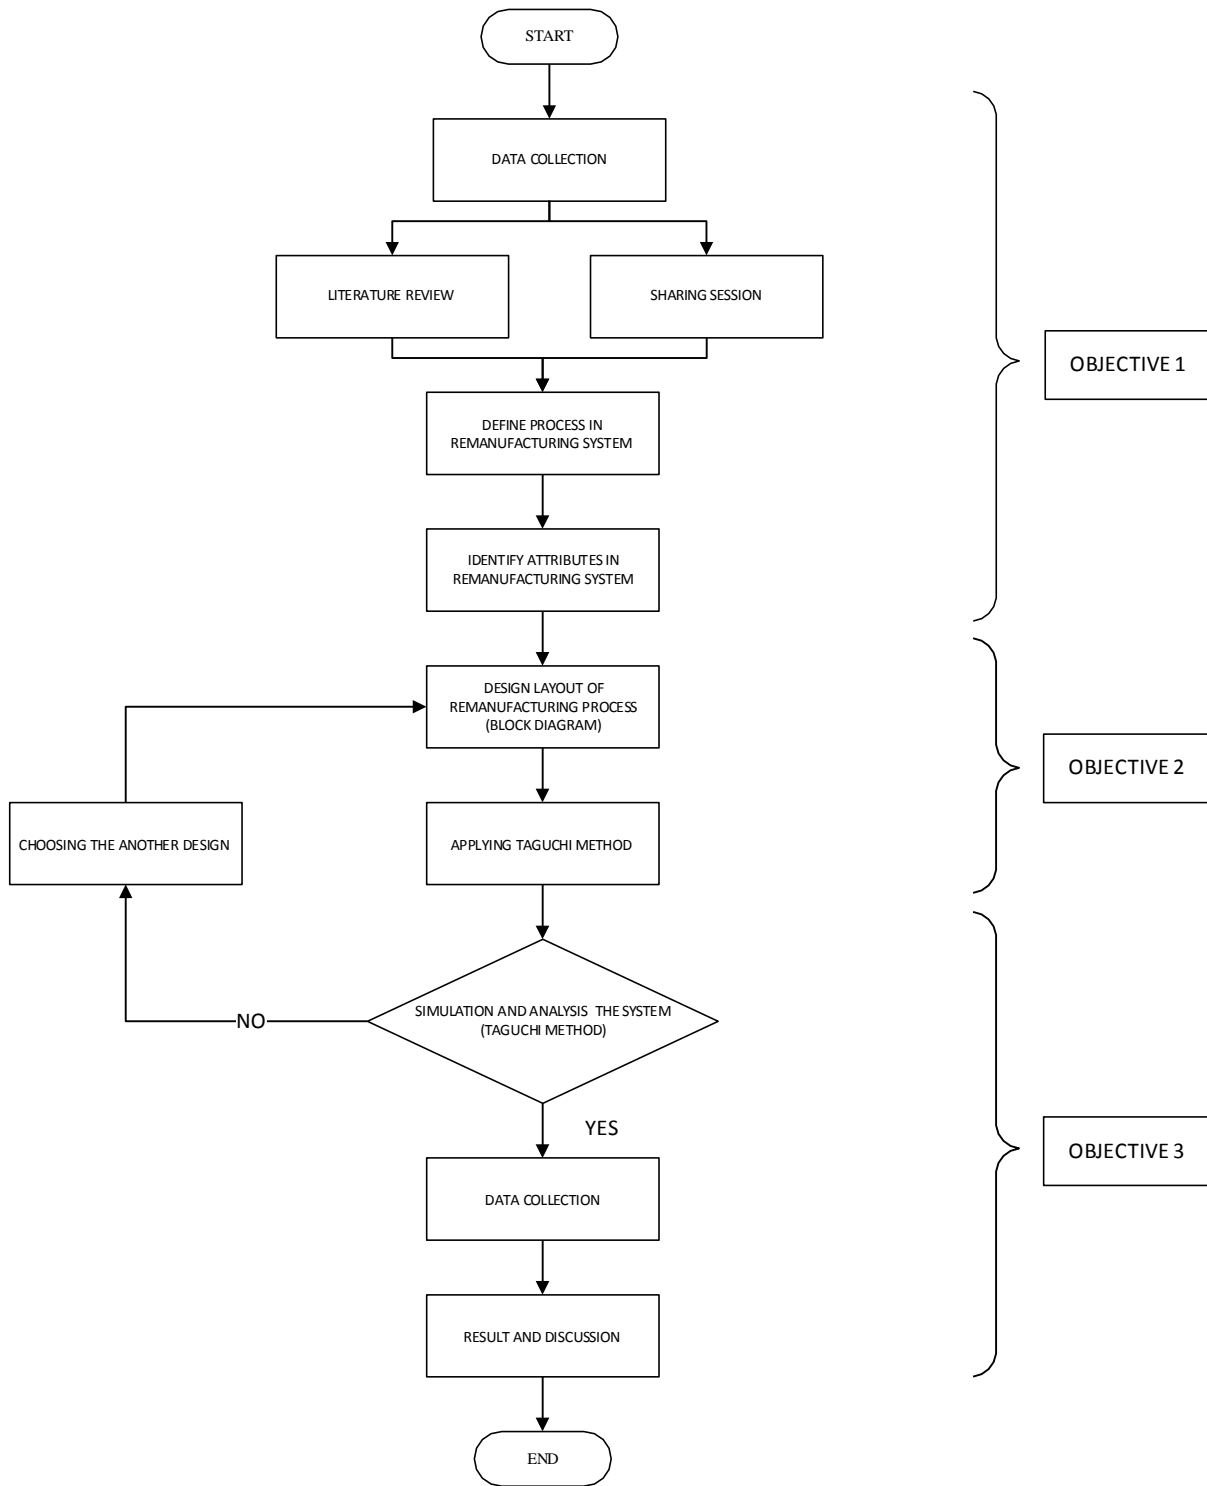 START
DATA COLLECTION
LITERATURE REVIEW
SHARING SESSION
OBJECTIVE 1
DEFINE PROCESS IN
REMANUFACTURING SYSTEM
IDENTIFY ATTRIBUTES IN
REMANUFACTURING SYSTEM
DESIGN LAYOUT OF
REMANUFACTURING PROCESS
(BLOCK DIAGRAM)
OBJECTIVE 2
CHOOSING THE ANOTHER DESIGN
APPLYING TAGUCHI METHOD
SIMULATION AND ANALYSIS THE SYSTEM
(TAGUCHI METHOD)
NO
YES
OBJECTIVE 3
DATA COLLECTION
RESULT AND DISCUSSION
END